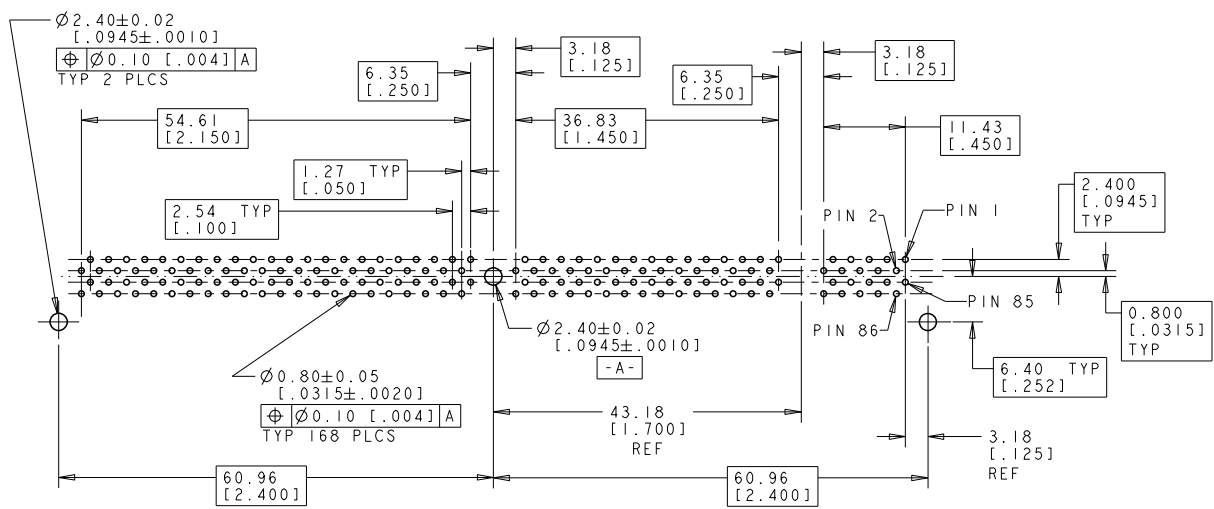 Ø2.40±0.02
[.0945±.0010]
⌖ Ø0.10 [.004] A
TYP 2 PLCS
3.18
[.125]
3.18
[.125]
6.35
[.250]
6.35
[.250]
54.61
[2.150]
36.83
[1.450]
11.43
[.450]
1.27 TYP
[.050]
2.54 TYP
[.100]
2.400
[.0945]
TYP
PIN 2
PIN 1
PIN 85
PIN 86
0.800
[.0315]
TYP
Ø2.40±0.02
[.0945±.0010]
-A-
6.40 TYP
[.252]
Ø0.80±0.05
[.0315±.0020]
⌖ Ø0.10 [.004] A
TYP 168 PLCS
43.18
[1.700]
REF
3.18
[.125]
REF
60.96
[2.400]
60.96
[2.400]